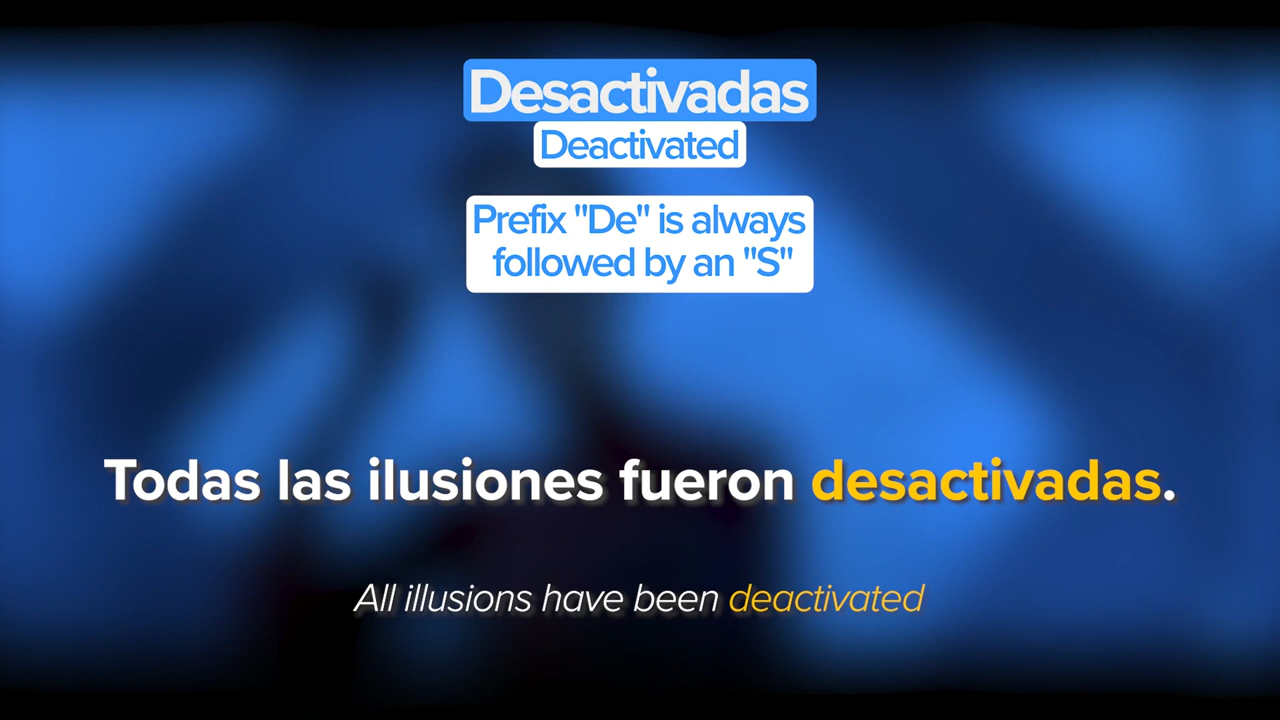 Desactivadas
Deactivated
Prefix "De" is always
followed by an "S"
Todas las ilusiones fueron desactivadas.
All illusions have been deactivated